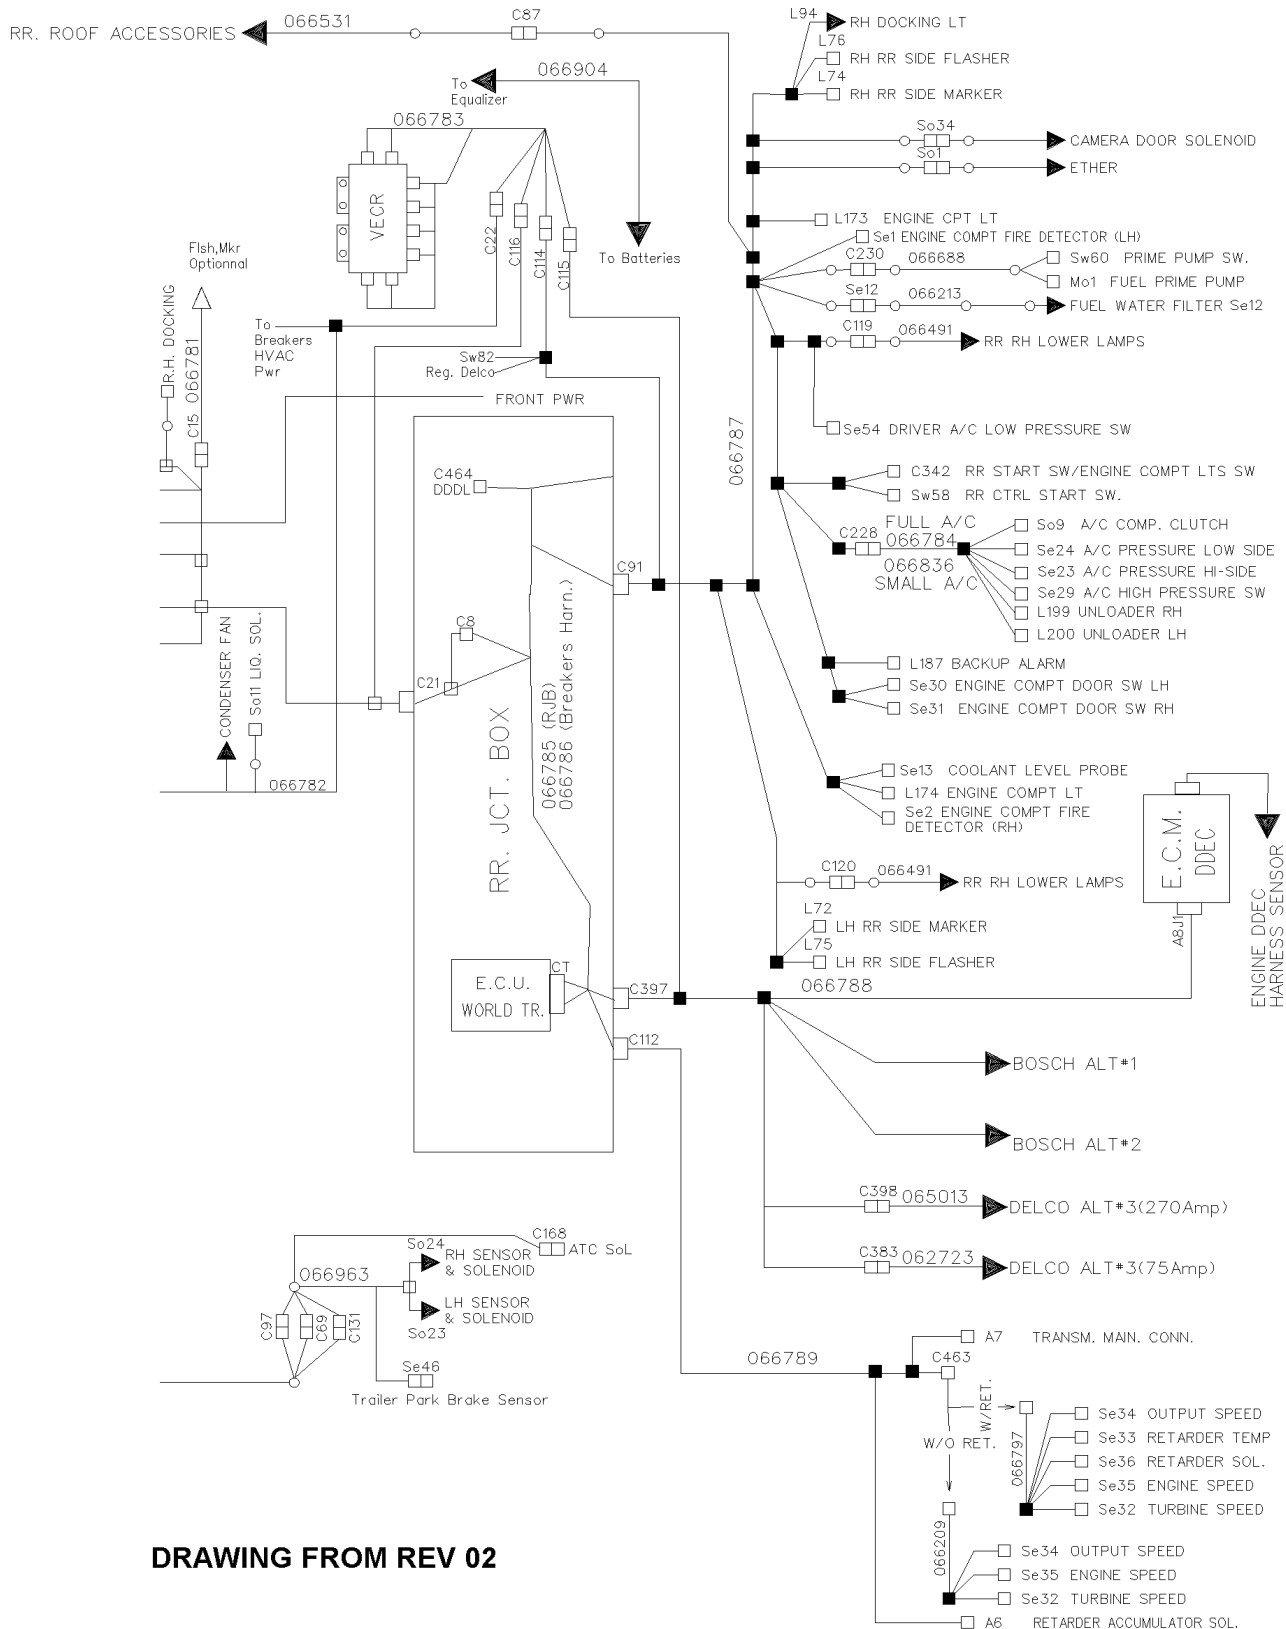 RR. ROOF ACCESSORIES
066531
C87
L94
RH DOCKING LT
L76
RH RR SIDE FLASHER
L74
RH RR SIDE MARKER
To
Equalizer
066904
066783
VECR
C22
C116
C114
C115
To Batteries
So34
CAMERA DOOR SOLENOID
So1
ETHER
L173 ENGINE CPT LT
Se1 ENGINE COMPT FIRE DETECTOR (LH)
C230
066688
Sw60 PRIME PUMP SW.
Mo1 FUEL PRIME PUMP
Se12
066213
FUEL WATER FILTER Se12
C119
066491
RR RH LOWER LAMPS
Flsh,Mkr
Optionnal
R.H. DOCKING
C15
066781
To
Breakers
HVAC
Pwr
Sw82
Reg. Delco
FRONT PWR
Se54 DRIVER A/C LOW PRESSURE SW
066787
C464
DDDL
C342 RR START SW/ENGINE COMPT LTS SW
Sw58 RR CTRL START SW.
FULL A/C
C228
066784
066836
SMALL A/C
So9 A/C COMP. CLUTCH
Se24 A/C PRESSURE LOW SIDE
Se23 A/C PRESSURE HI-SIDE
Se29 A/C HIGH PRESSURE SW
L199 UNLOADER RH
L200 UNLOADER LH
C91
C8
C21
CONDENSER FAN
So11 LIQ. SOL.
066782
RR. JCT. BOX
066785 (RJB)
066786 (Breakers Harn.)
L187 BACKUP ALARM
Se30 ENGINE COMPT DOOR SW LH
Se31 ENGINE COMPT DOOR SW RH
Se13 COOLANT LEVEL PROBE
L174 ENGINE COMPT LT
Se2 ENGINE COMPT FIRE
DETECTOR (RH)
E.C.M.
DDEC
A8J1
ENGINE DDEC
HARNESS SENSOR
C120
066491
RR RH LOWER LAMPS
L72
LH RR SIDE MARKER
L75
LH RR SIDE FLASHER
E.C.U.
WORLD TR.
CT
C397
066788
C112
BOSCH ALT#1
BOSCH ALT#2
C398
065013
DELCO ALT#3(270Amp)
C383
062723
DELCO ALT#3(75Amp)
C168
ATC SoL
So24
RH SENSOR
& SOLENOID
066963
LH SENSOR
& SOLENOID
So23
C97
C69
C131
Se46
Trailer Park Brake Sensor
066789
A7 TRANSM. MAIN. CONN.
C463
W/RET.
W/O RET.
066797
Se34 OUTPUT SPEED
Se33 RETARDER TEMP
Se36 RETARDER SOL.
Se35 ENGINE SPEED
Se32 TURBINE SPEED
066209
Se34 OUTPUT SPEED
Se35 ENGINE SPEED
Se32 TURBINE SPEED
A6 RETARDER ACCUMULATOR SOL.
DRAWING FROM REV 02